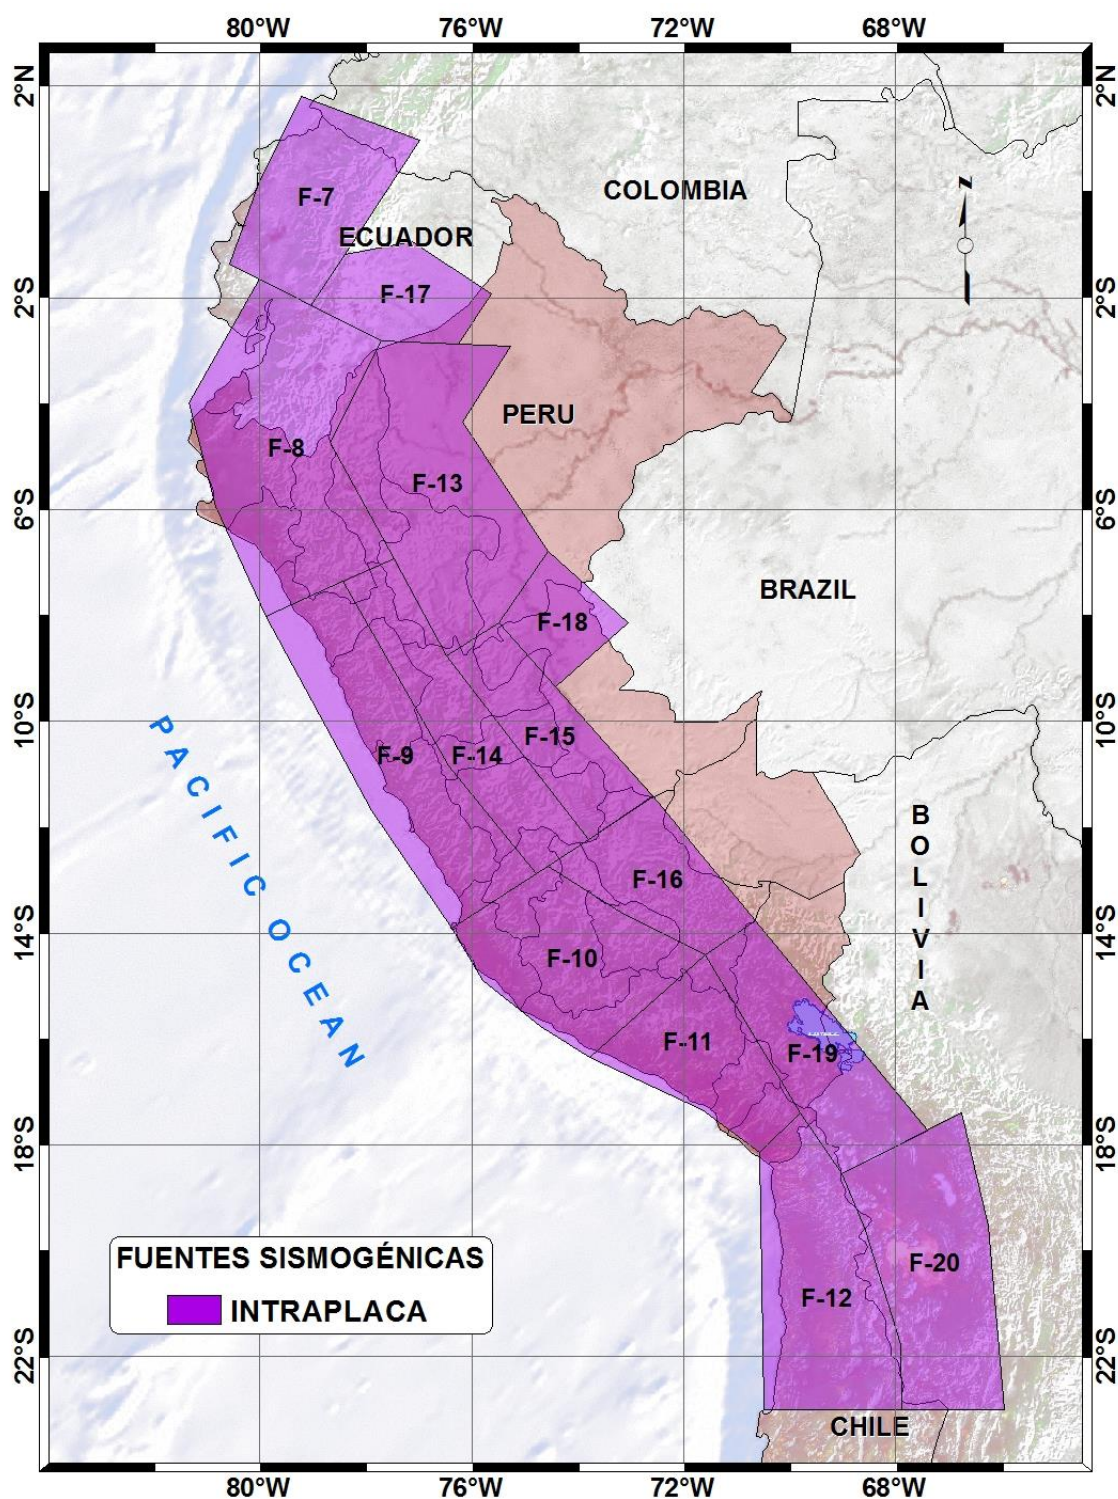 80°W 76°W 72°W 68°W
2°N 2°N
F-7
COLOMBIA
N
ECUADOR
F-17
2°S 2°S
PERU
F-8
F-13
6°S 6°S
BRAZIL
F-18
10°S 10°S
PACIFIC OCEAN
F-9
F-14
F-15
BOLIVIA
F-16
14°S 14°S
F-10
F-11
F-19
18°S 18°S
FUENTES SISMOGÉNICAS
INTRAPLACA
F-20
F-12
22°S 22°S
CHILE
80°W 76°W 72°W 68°W